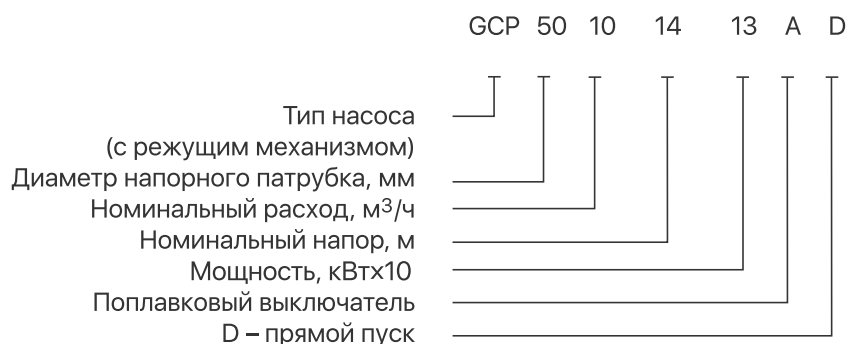 GCP 50 10 14 13 A D
Тип насоса
(с режущим механизмом)
Диаметр напорного патрубка, мм
Номинальный расход, м³/ч
Номинальный напор, м
Мощность, кВтх10
Поплавковый выключатель
D – прямой пуск